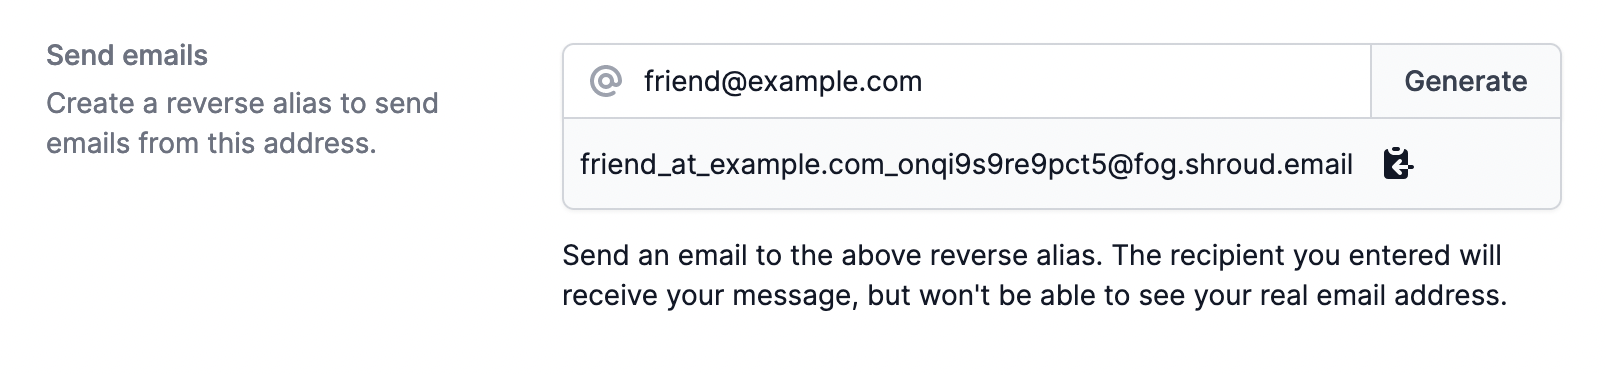 Send emails
Create a reverse alias to send
emails from this address.
@ friend@example.com
Generate
friend_at_example.com_onqi9s9re9pct5@fog.shroud.email
Send an email to the above reverse alias. The recipient you entered will
receive your message, but won't be able to see your real email address.